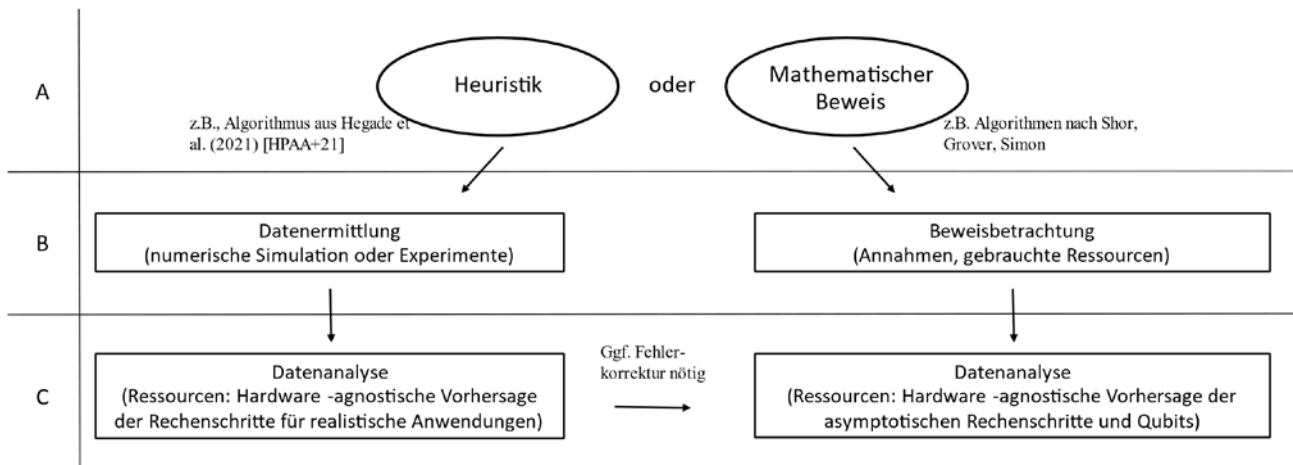 A
Heuristik
oder
Mathematischer
Beweis
z.B., Algorithmus aus Hegade et
al. (2021) [HPAA+21]
z.B. Algorithmen nach Shor,
Grover, Simon
B
Datenermittlung
(numerische Simulation oder Experimente)
Beweisbetrachtung
(Annahmen, gebrauchte Ressourcen)
C
Datenanalyse
(Ressourcen: Hardware -agnostische Vorhersage
der Rechenschritte für realistische Anwendungen)
Ggf. Fehler-
korrektur nötig
Datenanalyse
(Ressourcen: Hardware -agnostische Vorhersage der
asymptotischen Rechenschritte und Qubits)